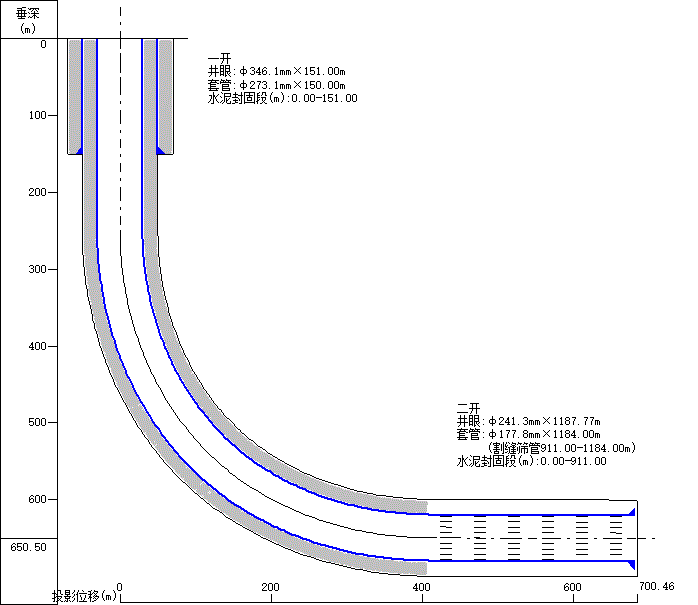 垂深
(m)
0
一开
井眼:φ346.1mm×151.00m
套管:φ273.1mm×150.00m
水泥封固段(m):0.00-151.00
100
200
300
400
二开
井眼:φ241.3mm×1187.77m
套管:φ177.8mm×1184.00m
(割缝筛管911.00-1184.00m)
水泥封固段(m):0.00-911.00
500
600
650.50
投影位移(m)
0
200
400
600
700.46